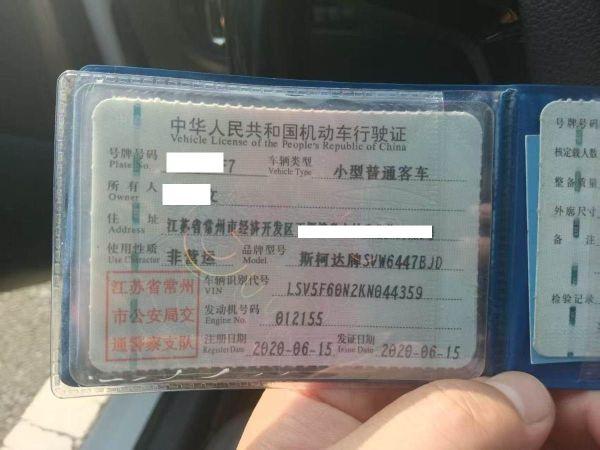 中华人民共和国机动车行驶证
Vehicle License of the People's Republic of China
号牌号码 F7 车辆类型 小型普通客车
Plate No. Vehicle Type
所有人 文
Owner
住址 江苏省常州市经济开发区
Address
使用性质 非营运 品牌型号 斯柯达牌SVW6447BJD
Use Character Model
江苏省常州 车辆识别代号 LSV5F60N2KN044359
VIN
市公安局交 发动机号码 012155
Engine No.
通警察支队 注册日期 2020-06-15 发证日期 2020-06-15
Register Date Issue Date
号牌号码
核定载人数
整备质量
外廓尺寸
备注
检验记录